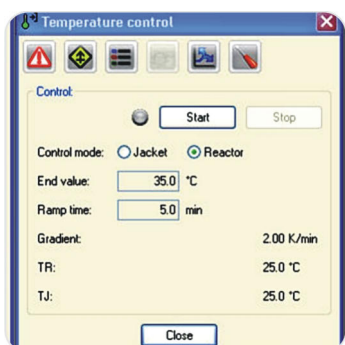 Temperature control
Control:
Start Stop
Control mode: Jacket Reactor
End value: 35.0 °C
Ramp time: 5.0 min
Gradient: 2.00 K/min
TR: 25.0 °C
TJ: 25.0 °C
Close